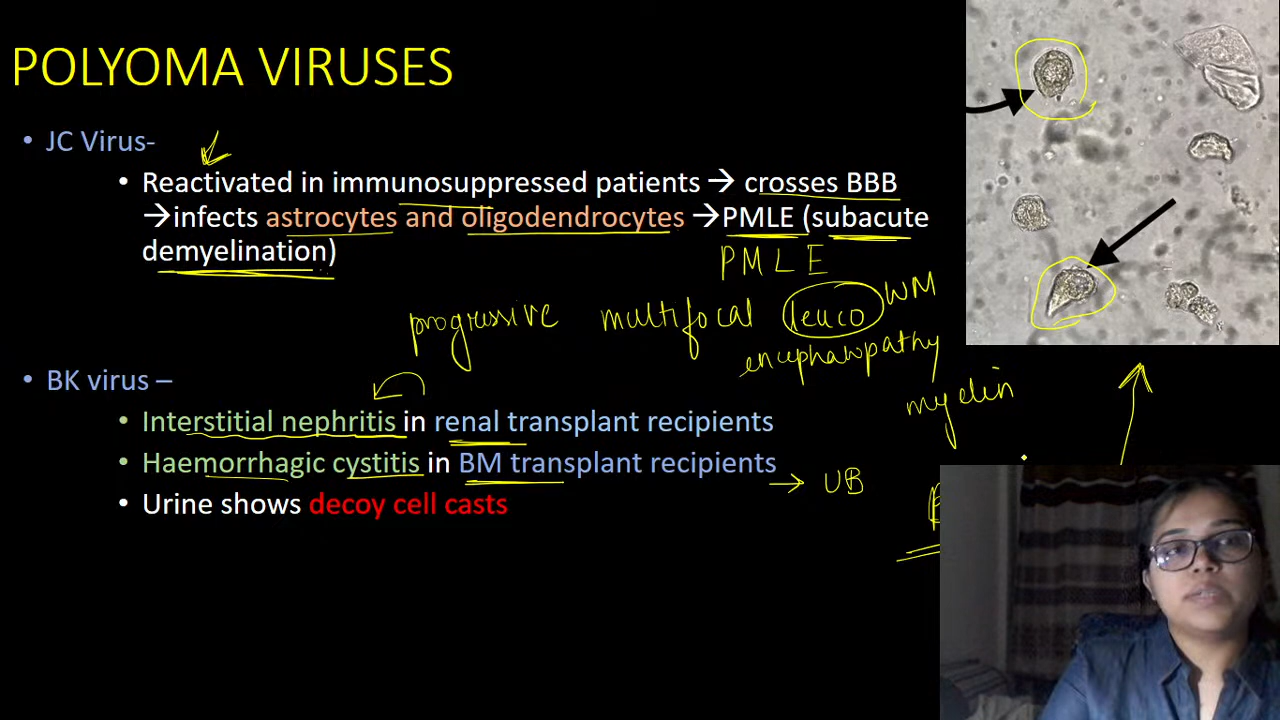 POLYOMA VIRUSES
• JC Virus-
• Reactivated in immunosuppressed patients → crosses BBB
→infects astrocytes and oligodendrocytes →PMLE (subacute
demyelination)
PMLE
progressive multifocal leuco WM
encephalopathy
myelin
• BK virus –
• Interstitial nephritis in renal transplant recipients
• Haemorrhagic cystitis in BM transplant recipients
→ UB
• Urine shows decoy cell casts